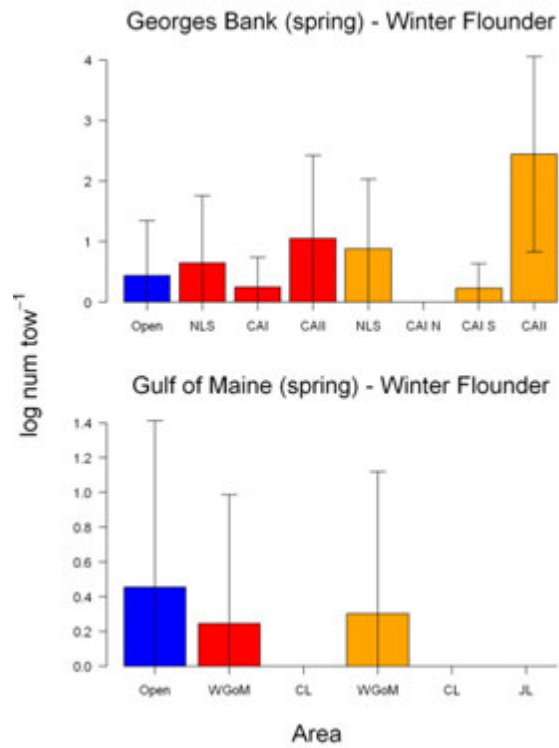 Georges Bank (spring) - Winter Flounder
4
3
2
1
0
Open NLS CAI CAII NLS CAI N CAI S CAII
log num tow⁻¹
Gulf of Maine (spring) - Winter Flounder
1.4
1.2
1.0
0.8
0.6
0.4
0.2
0.0
Open WGoM CL WGoM CL JL
Area